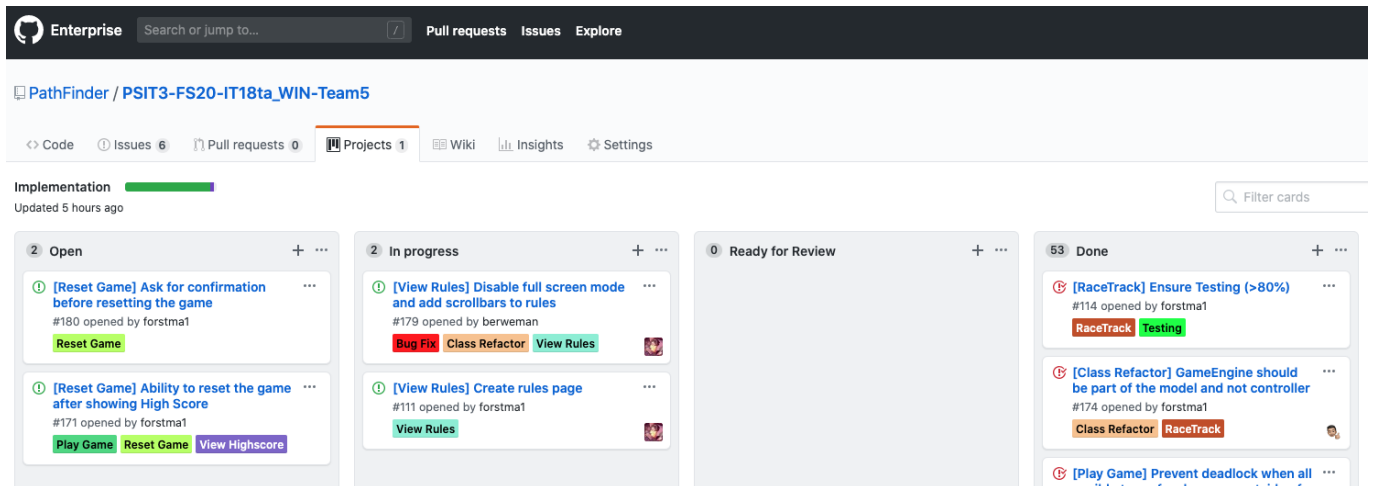 Enterprise Search or jump to... / Pull requests Issues Explore
PathFinder / PSIT3-FS20-IT18ta_WIN-Team5
<> Code Issues 6 Pull requests 0 Projects 1 Wiki Insights Settings
Implementation
Updated 5 hours ago
Filter cards
2 Open + ...
[Reset Game] Ask for confirmation ...
before resetting the game
#180 opened by forstma1
Reset Game
[Reset Game] Ability to reset the game ...
after showing High Score
#171 opened by forstma1
Play Game Reset Game View Highscore
2 In progress + ...
[View Rules] Disable full screen mode ...
and add scrollbars to rules
#179 opened by berweman
Bug Fix Class Refactor View Rules
[View Rules] Create rules page ...
#111 opened by forstma1
View Rules
0 Ready for Review + ...
53 Done + ...
[RaceTrack] Ensure Testing (>80%) ...
#114 opened by forstma1
RaceTrack Testing
[Class Refactor] GameEngine should ...
be part of the model and not controller
#174 opened by forstma1
Class Refactor RaceTrack
[Play Game] Prevent deadlock when all ...